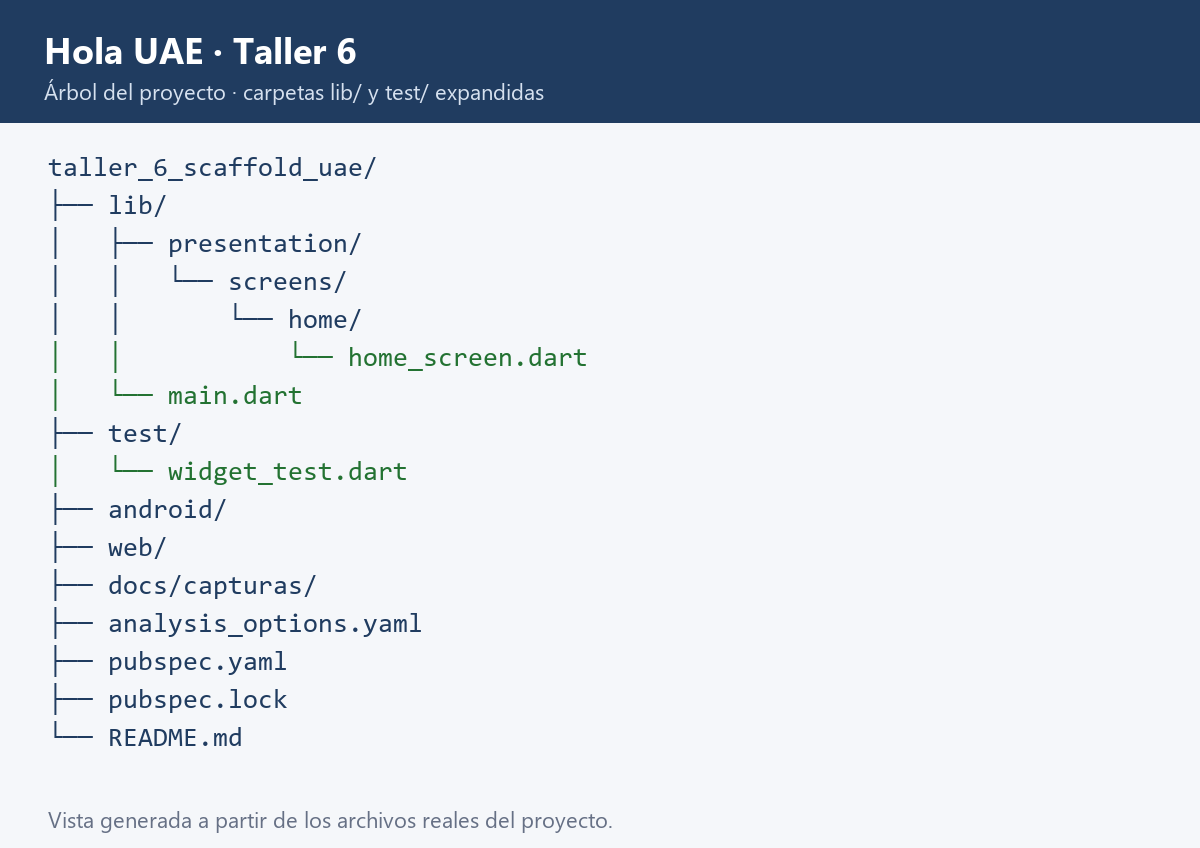 Hola UAE · Taller 6
Árbol del proyecto · carpetas lib/ y test/ expandidas
taller_6_scaffold_uae/
├── lib/
│   ├── presentation/
│   │   └── screens/
│   │       └── home/
│   │           └── home_screen.dart
│   └── main.dart
├── test/
│   └── widget_test.dart
├── android/
├── web/
├── docs/capturas/
├── analysis_options.yaml
├── pubspec.yaml
├── pubspec.lock
└── README.md
Vista generada a partir de los archivos reales del proyecto.